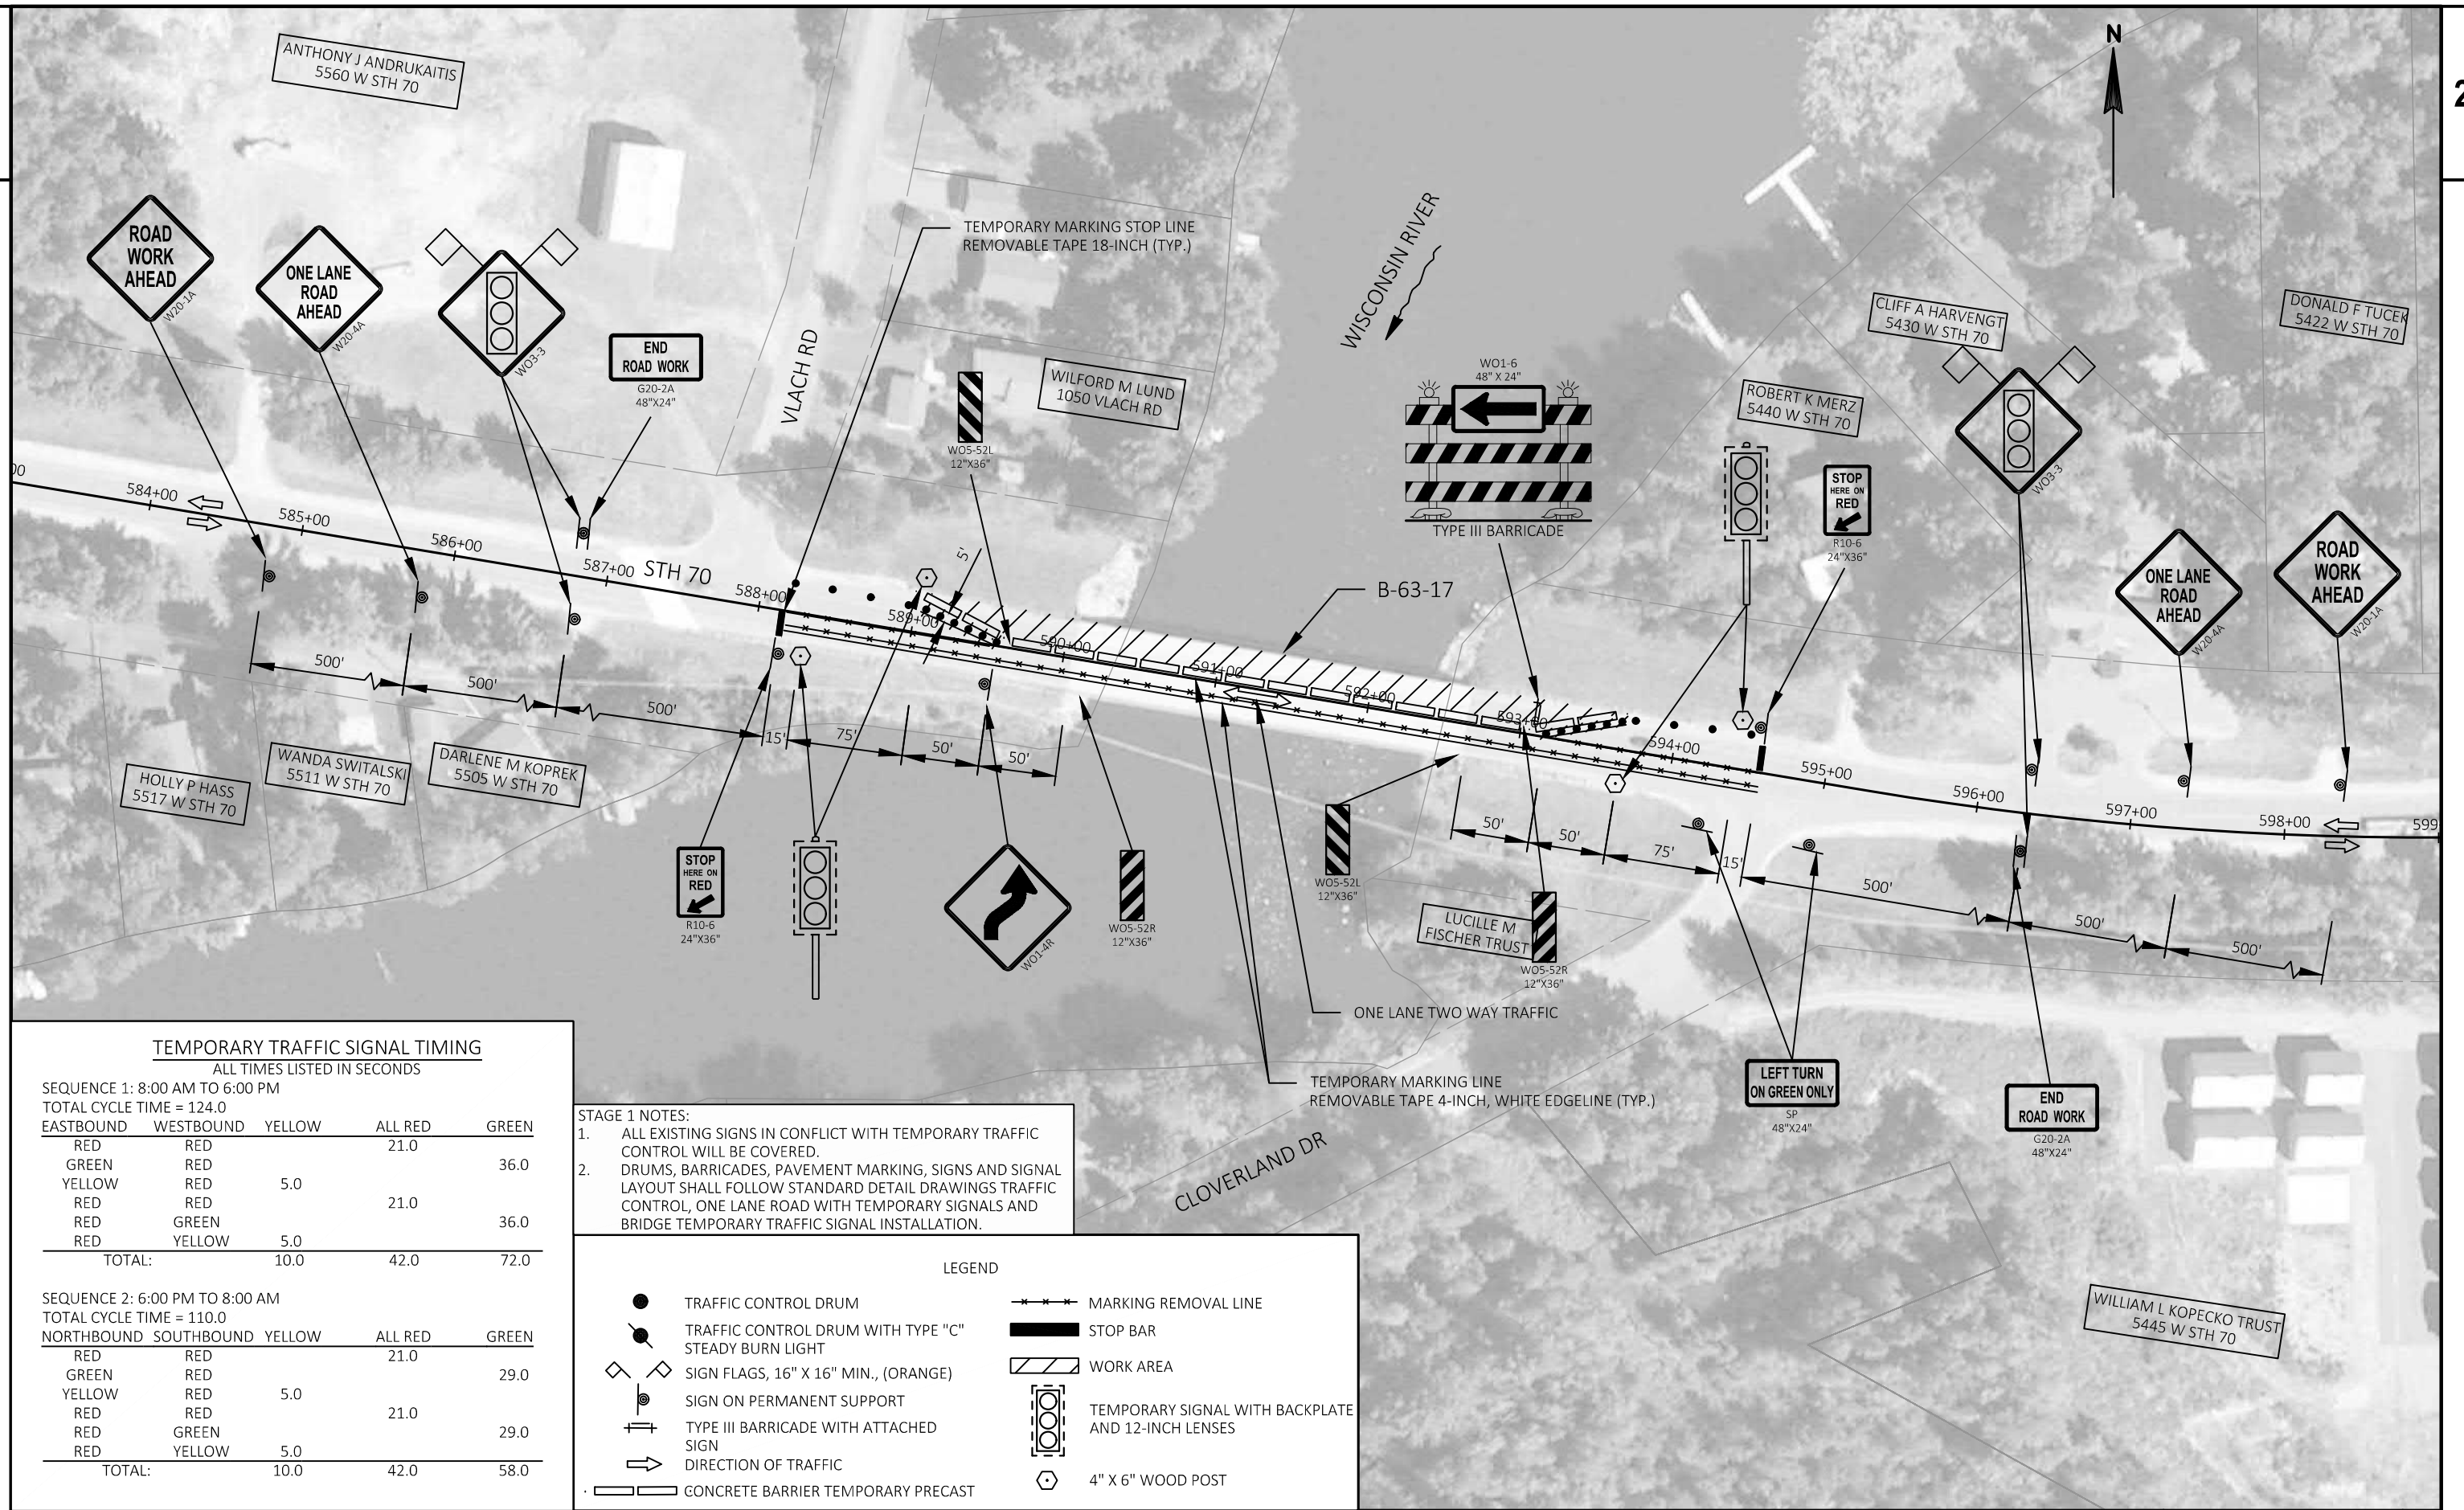 2
ANTHONY J ANDRUKAITIS
5560 W STH 70
N
ROAD
WORK
AHEAD
W20-1A
ONE LANE
ROAD
AHEAD
W20-4A
WO3-3
END
ROAD WORK
G20-2A
48"X24"
VLACH RD
TEMPORARY MARKING STOP LINE
REMOVABLE TAPE 18-INCH (TYP.)
WO5-52L
12"X36"
WILFORD M LUND
1050 VLACH RD
WISCONSIN RIVER
WO1-6
48" X 24"
TYPE III BARRICADE
B-63-17
ROBERT K MERZ
5440 W STH 70
STOP
HERE ON
RED
R10-6
24"X36"
CLIFF A HARVENGT
5430 W STH 70
WO3-3
DONALD F TUCEK
5422 W STH 70
ONE LANE
ROAD
AHEAD
W20-4A
ROAD
WORK
AHEAD
W20-1A
00
584+00
585+00
586+00
587+00
STH 70
588+00
589+00
5'
590+00
591+00
592+00
593+00
594+00
595+00
596+00
597+00
598+00
599
500'
500'
500'
15'
75'
50'
50'
50'
50'
75'
15'
500'
500'
500'
HOLLY P HASS
5517 W STH 70
WANDA SWITALSKI
5511 W STH 70
DARLENE M KOPREK
5505 W STH 70
STOP
HERE ON
RED
R10-6
24"X36"
WO1-4R
WO5-52R
12"X36"
WO5-52L
12"X36"
LUCILLE M
FISCHER TRUST
WO5-52R
12"X36"
ONE LANE TWO WAY TRAFFIC
TEMPORARY MARKING LINE
REMOVABLE TAPE 4-INCH, WHITE EDGELINE (TYP.)
LEFT TURN
ON GREEN ONLY
SP
48"X24"
END
ROAD WORK
G20-2A
48"X24"
CLOVERLAND DR
WILLIAM L KOPECKO TRUST
5445 W STH 70
TEMPORARY TRAFFIC SIGNAL TIMING
ALL TIMES LISTED IN SECONDS
SEQUENCE 1: 8:00 AM TO 6:00 PM
TOTAL CYCLE TIME = 124.0
EASTBOUND WESTBOUND YELLOW ALL RED GREEN
RED RED 21.0
GREEN RED 36.0
YELLOW RED 5.0
RED RED 21.0
RED GREEN 36.0
RED YELLOW 5.0
TOTAL: 10.0 42.0 72.0
SEQUENCE 2: 6:00 PM TO 8:00 AM
TOTAL CYCLE TIME = 110.0
NORTHBOUND SOUTHBOUND YELLOW ALL RED GREEN
RED RED 21.0
GREEN RED 29.0
YELLOW RED 5.0
RED RED 21.0
RED GREEN 29.0
RED YELLOW 5.0
TOTAL: 10.0 42.0 58.0
STAGE 1 NOTES:
1. ALL EXISTING SIGNS IN CONFLICT WITH TEMPORARY TRAFFIC
CONTROL WILL BE COVERED.
2. DRUMS, BARRICADES, PAVEMENT MARKING, SIGNS AND SIGNAL
LAYOUT SHALL FOLLOW STANDARD DETAIL DRAWINGS TRAFFIC
CONTROL, ONE LANE ROAD WITH TEMPORARY SIGNALS AND
BRIDGE TEMPORARY TRAFFIC SIGNAL INSTALLATION.
LEGEND
TRAFFIC CONTROL DRUM
TRAFFIC CONTROL DRUM WITH TYPE "C"
STEADY BURN LIGHT
SIGN FLAGS, 16" X 16" MIN., (ORANGE)
SIGN ON PERMANENT SUPPORT
TYPE III BARRICADE WITH ATTACHED
SIGN
DIRECTION OF TRAFFIC
CONCRETE BARRIER TEMPORARY PRECAST
MARKING REMOVAL LINE
STOP BAR
WORK AREA
TEMPORARY SIGNAL WITH BACKPLATE
AND 12-INCH LENSES
4" X 6" WOOD POST